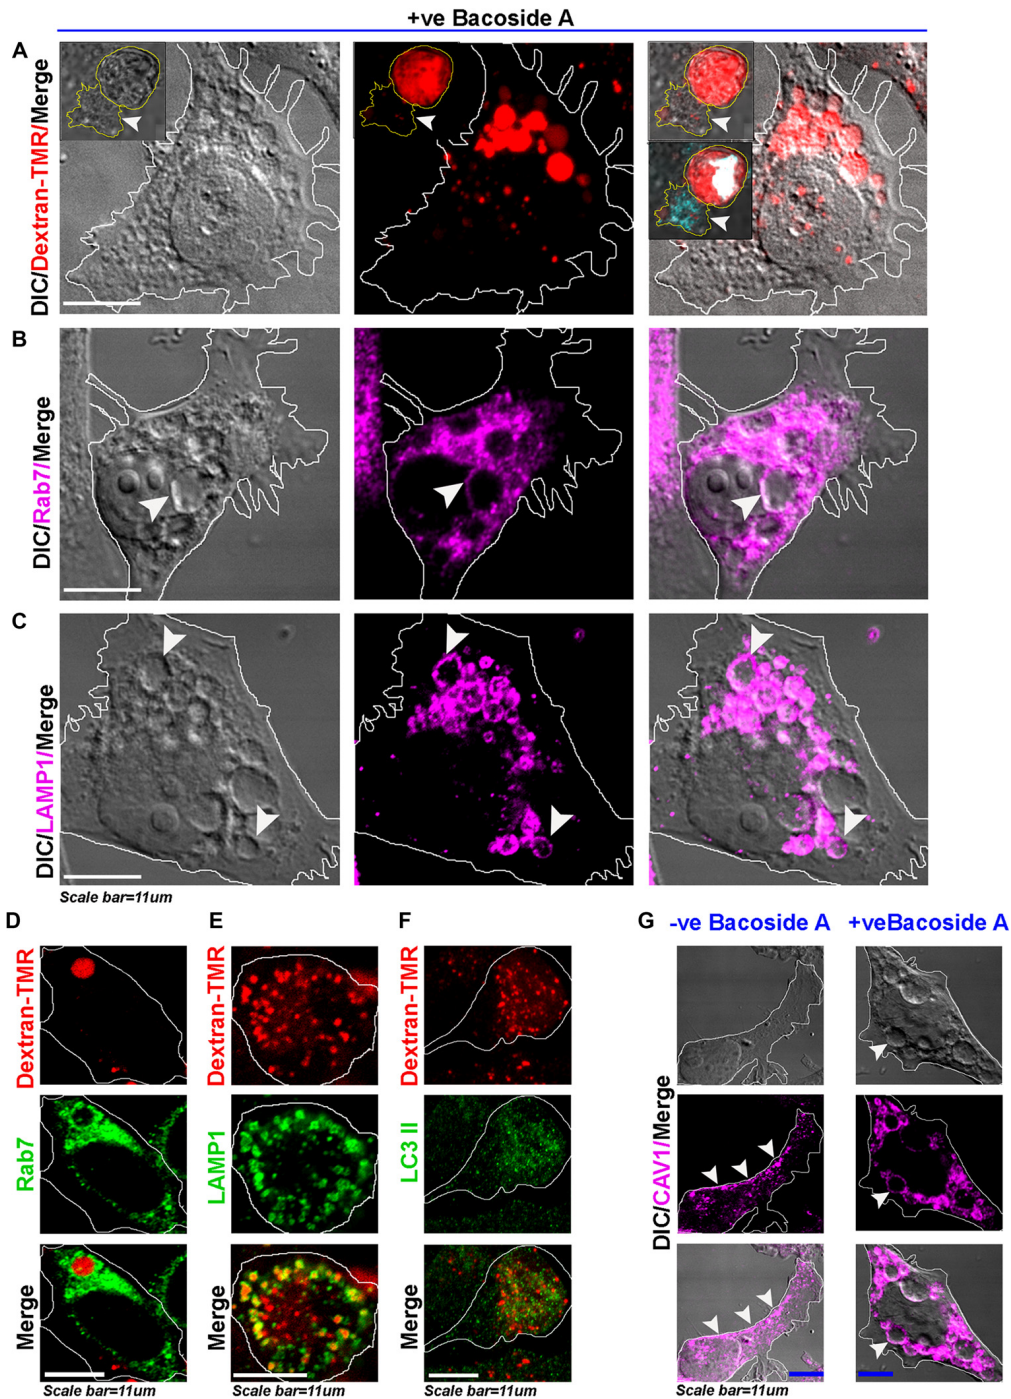 +ve Bacoside A
A
DIC/Dextran-TMR/Merge
B
DIC/Rab7/Merge
C
DIC/LAMP1/Merge
Scale bar=11um
D
E
F
G
-ve Bacoside A
+veBacoside A
Dextran-TMR
Dextran-TMR
Dextran-TMR
Rab7
LAMP1
LC3 II
DIC/CAV1/Merge
Merge
Merge
Merge
Scale bar=11um
Scale bar=11um
Scale bar=11um
Scale bar=11um